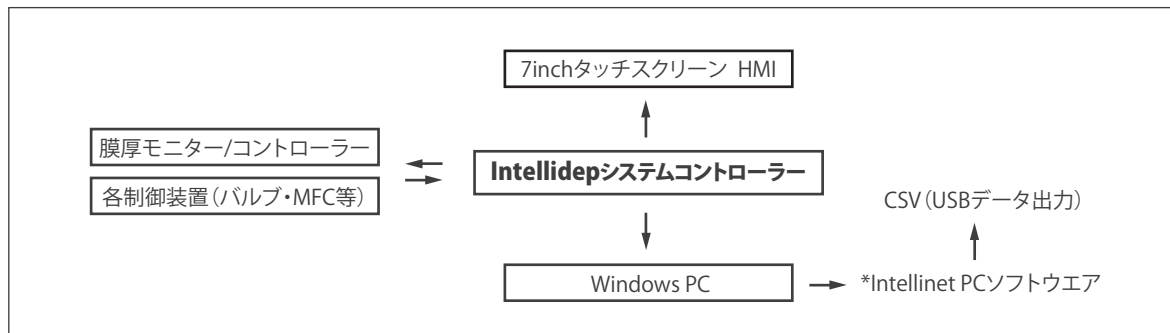 7inchタッチスクリーン HMI
膜厚モニター/コントローラー
Intellidepシステムコントローラー
各制御装置(バルブ・MFC等)
CSV(USBデータ出力)
Windows PC
*Intellinet PCソフトウエア